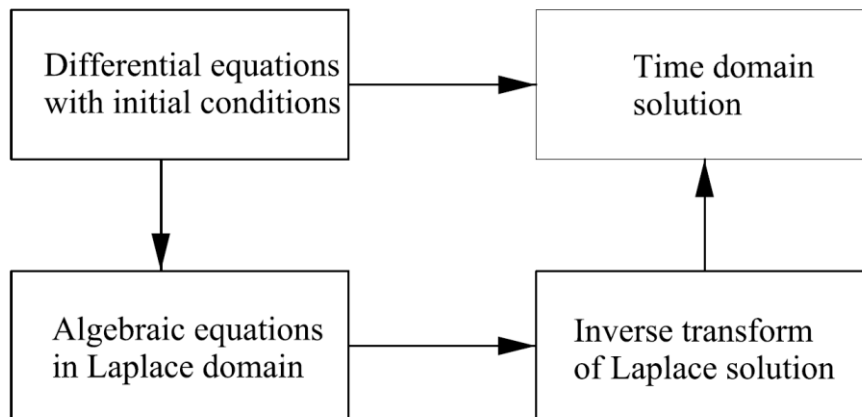 Differential equations
with initial conditions
Time domain
solution
Algebraic equations
in Laplace domain
Inverse transform
of Laplace solution